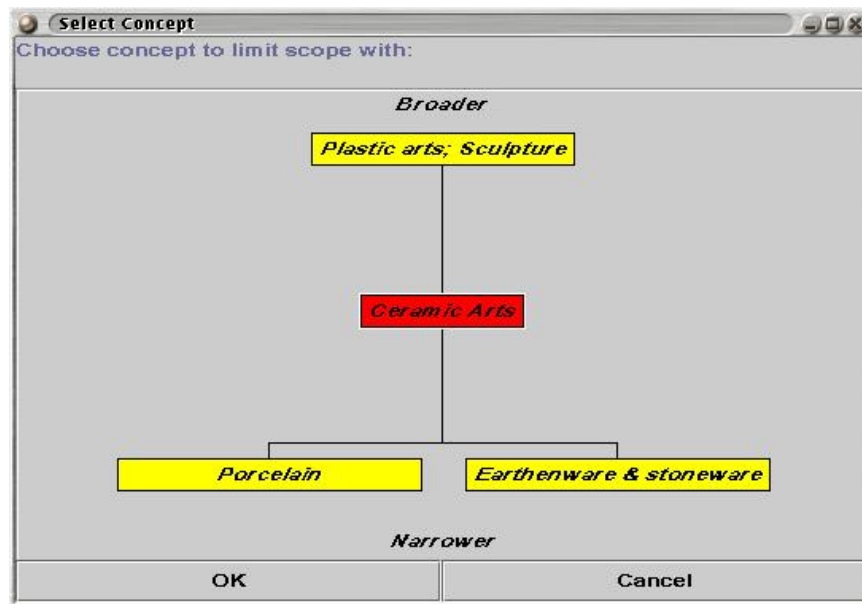 Select Concept
Choose concept to limit scope with:
Broader
Plastic arts; Sculpture
Ceramic Arts
Porcelain
Earthenware & stoneware
Narrower
OK
Cancel